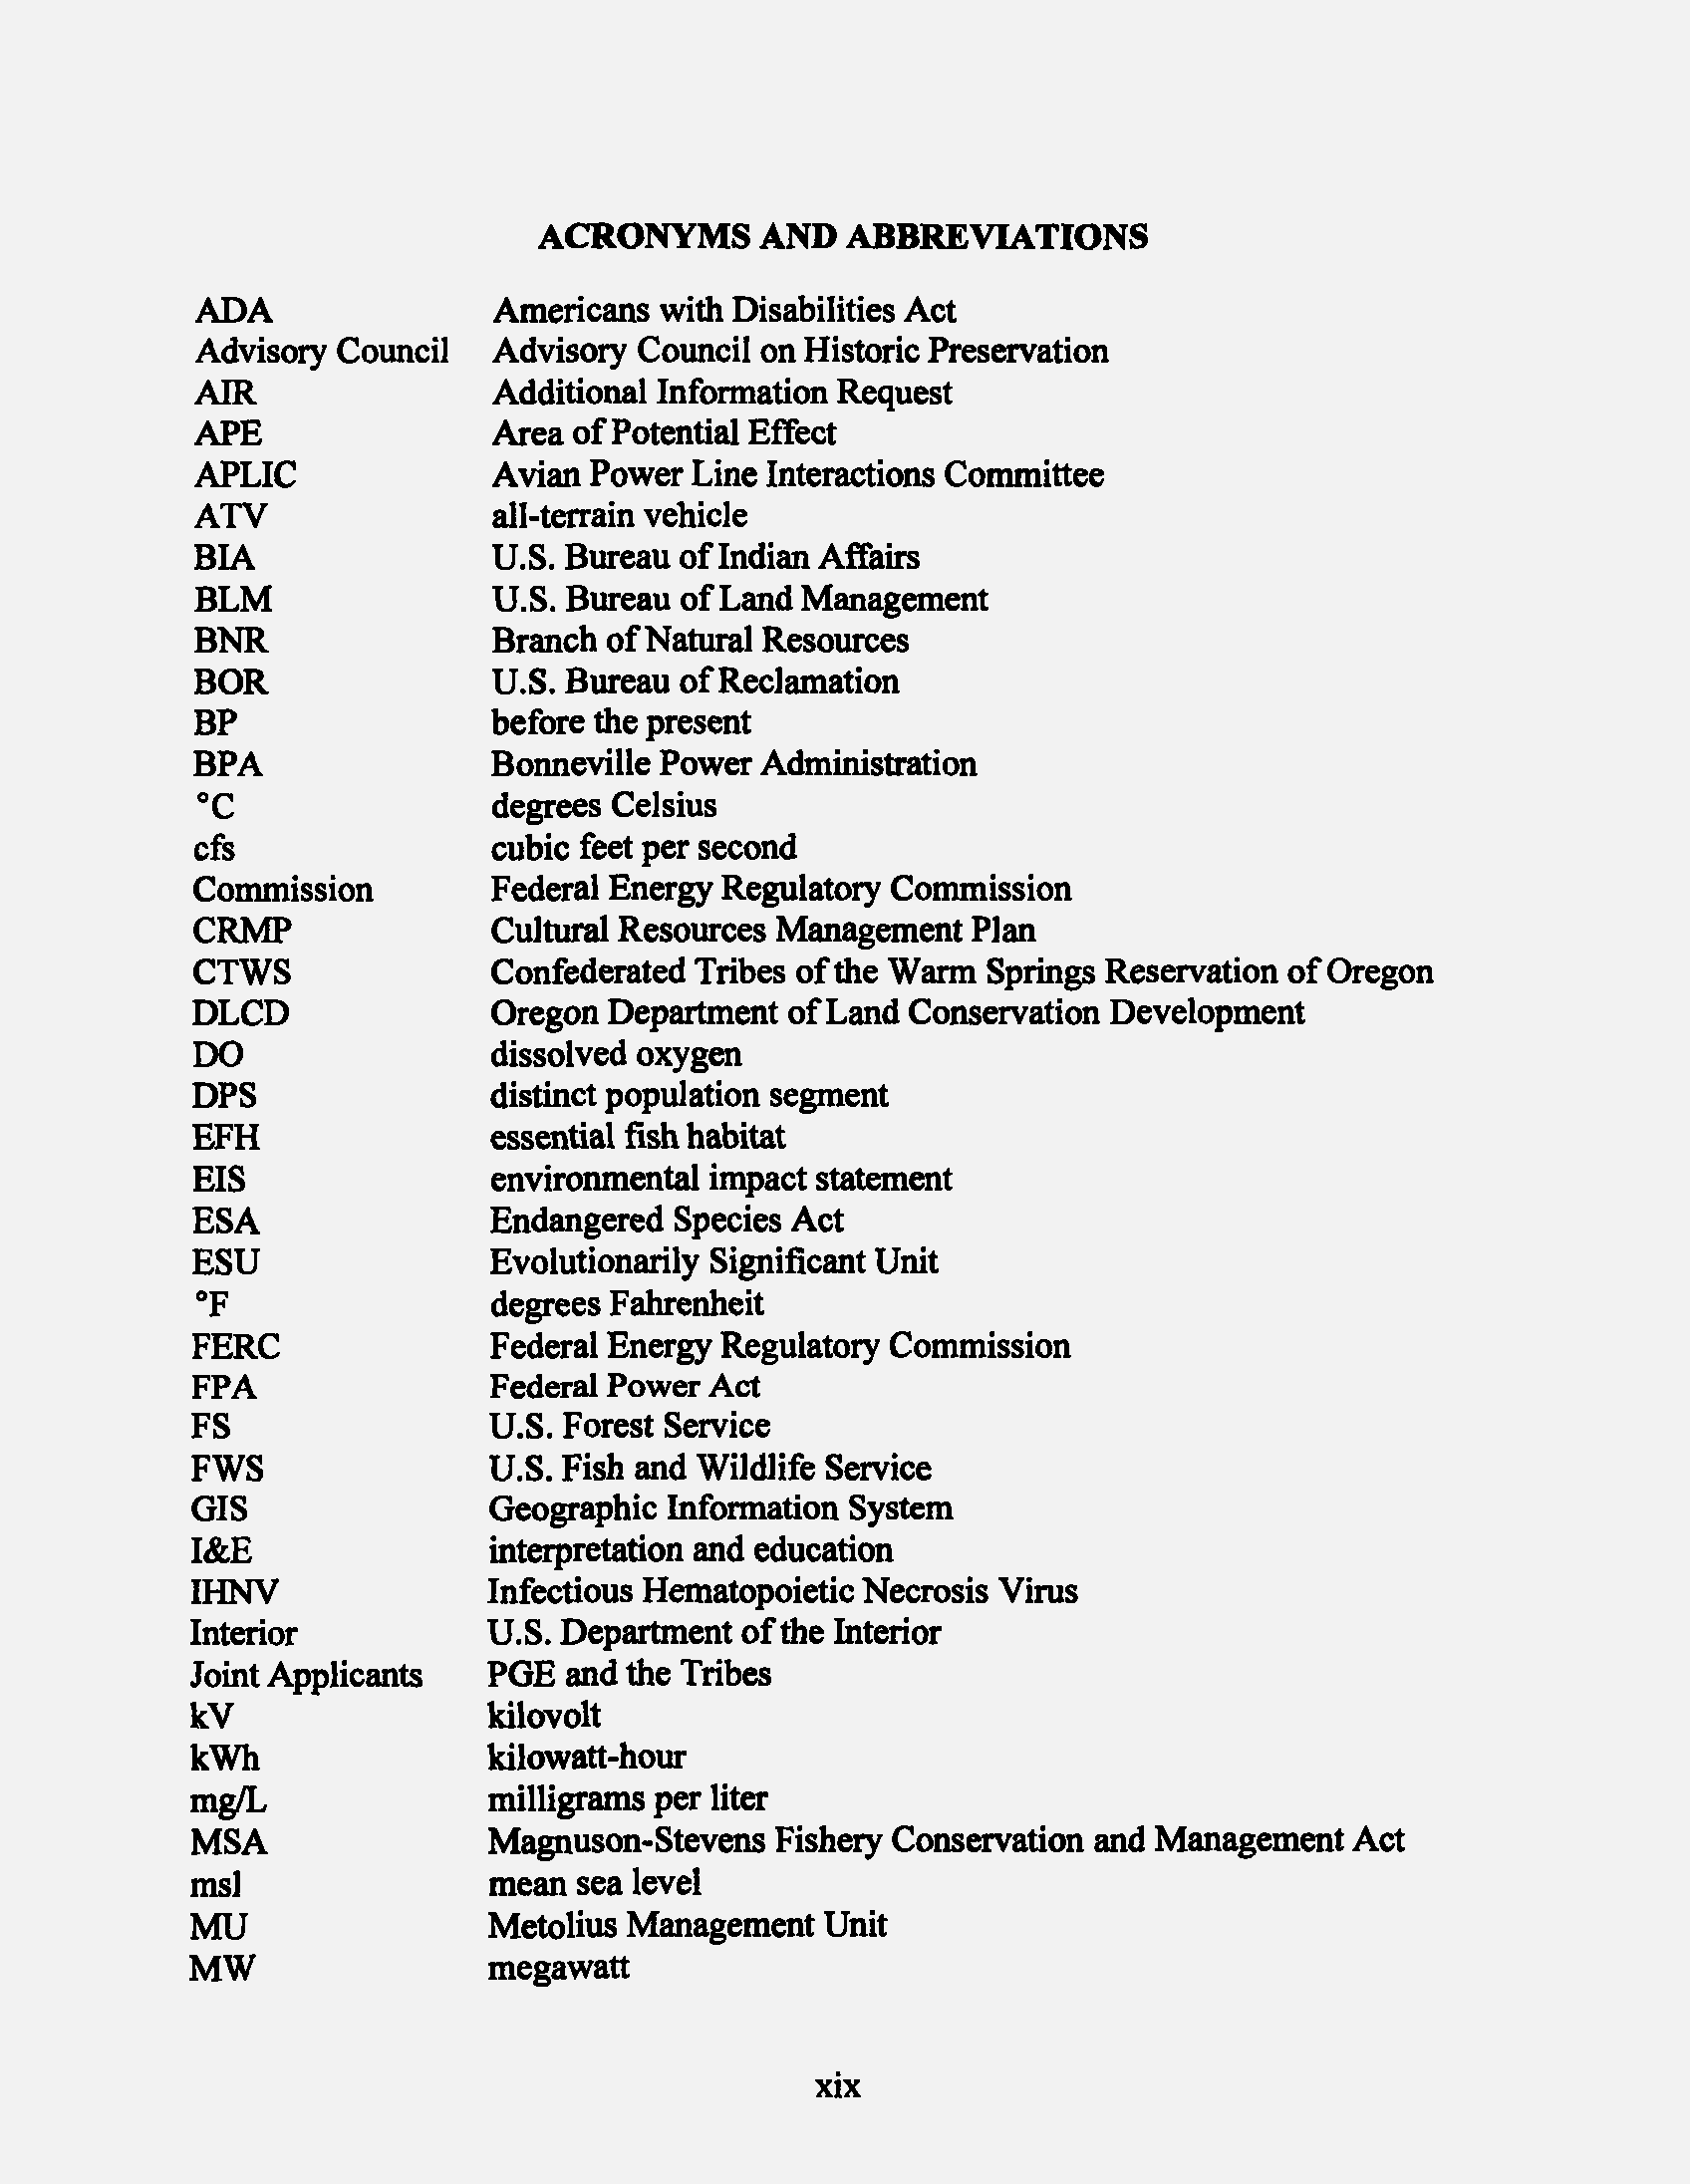 ACRONYMS AND ABBREVIATIONS
ADA Americans with Disabilities Act
Advisory Council Advisory Council on Historic Preservation
AIR Additional Information Request
APE Area of Potential Effect
APLIC Avian Power Line Interactions Committee
ATV all-terrain vehicle
BIA U.S. Bureau of Indian Affairs
BLM U.S. Bureau of Land Management
BNR Branch of Natural Resources
BOR U.S. Bureau of Reclamation
BP before the present
BPA Bonneville Power Administration
°C degrees Celsius
cfs cubic feet per second
Commission Federal Energy Regulatory Commission
CRMP Cultural Resources Management Plan
CTWS Confederated Tribes of the Warm Springs Reservation of Oregon
DLCD Oregon Department of Land Conservation Development
DO dissolved oxygen
DPS distinct population segment
EFH essential fish habitat
EIS environmental impact statement
ESA Endangered Species Act
ESU Evolutionarily Significant Unit
°F degrees Fahrenheit
FERC Federal Energy Regulatory Commission
FPA Federal Power Act
FS U.S. Forest Service
FWS U.S. Fish and Wildlife Service
GIS Geographic Information System
I&E interpretation and education
IHNV Infectious Hematopoietic Necrosis Virus
Interior U.S. Department of the Interior
Joint Applicants PGE and the Tribes
kV kilovolt
kWh kilowatt-hour
mg/L milligrams per liter
MSA Magnuson-Stevens Fishery Conservation and Management Act
msl mean sea level
MU Metolius Management Unit
MW megawatt
xix